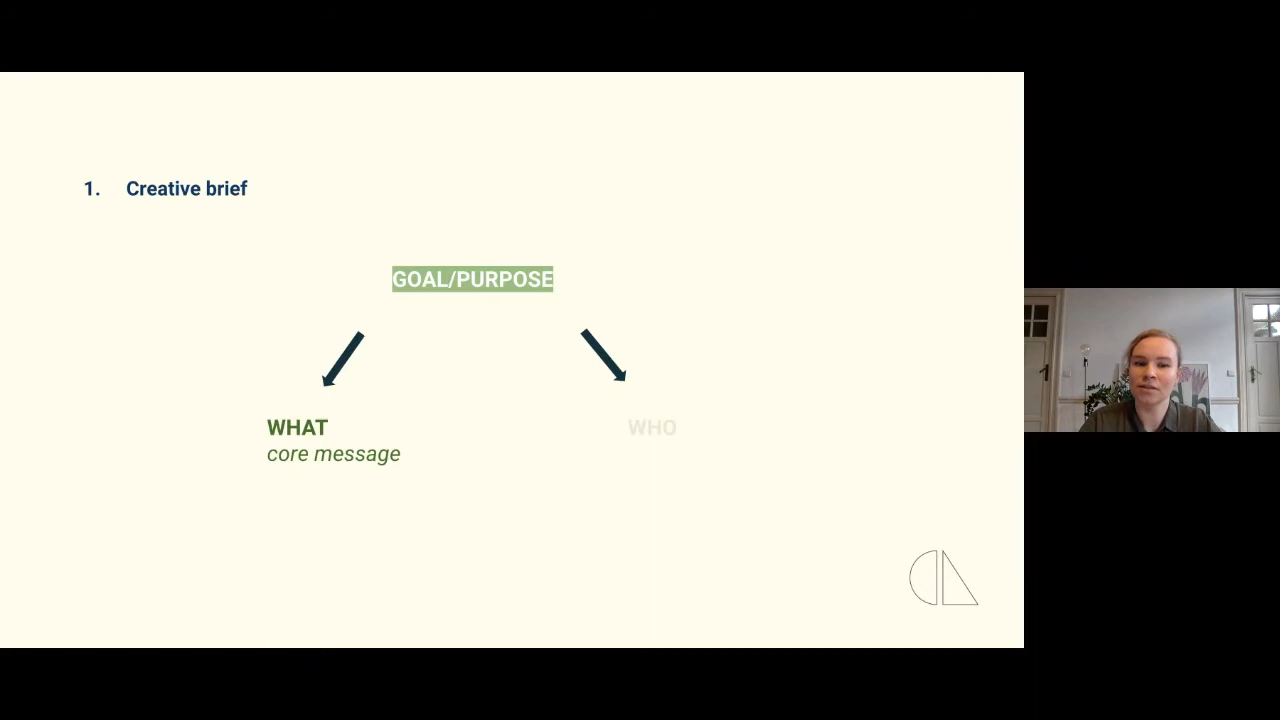 1. Creative brief
GOAL/PURPOSE
WHAT
WHO
core message